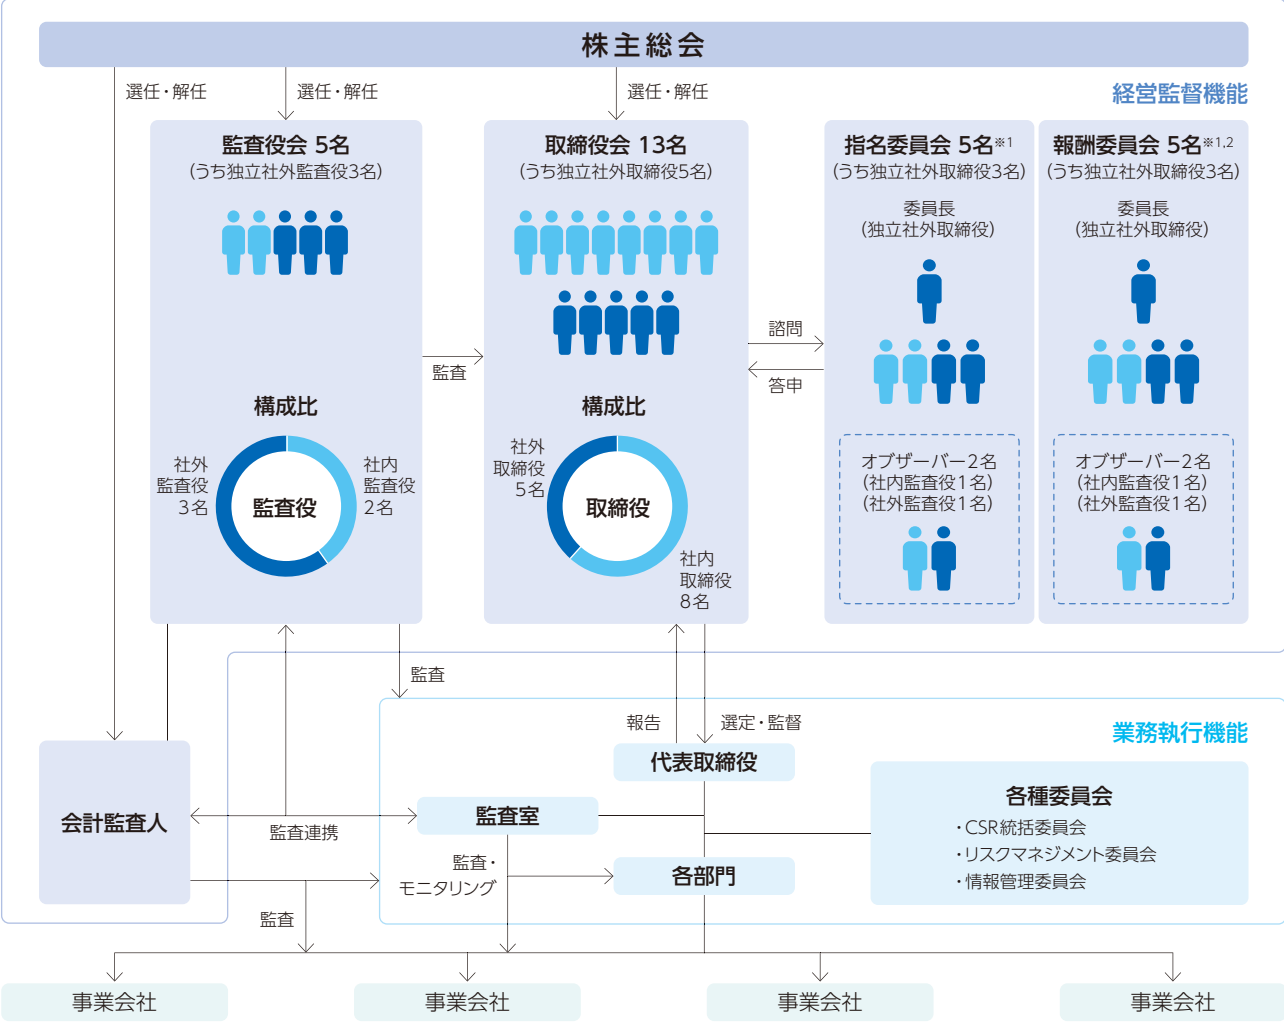 株主総会
選任・解任
選任・解任
選任・解任
経営監督機能
監査役会 5名
(うち独立社外監査役3名)
構成比
社外
監査役
3名
監査役
社内
監査役
2名
監査
取締役会 13名
(うち独立社外取締役5名)
構成比
社外
取締役
5名
取締役
社内
取締役
8名
諮問
答申
指名委員会 5名※1
(うち独立社外取締役3名)
委員長
(独立社外取締役)
オブザーバー2名
(社内監査役1名)
(社外監査役1名)
報酬委員会 5名※1,2
(うち独立社外取締役3名)
委員長
(独立社外取締役)
オブザーバー2名
(社内監査役1名)
(社外監査役1名)
監査
報告
選定・監督
業務執行機能
代表取締役
会計監査人
監査連携
監査室
監査・
モニタリング
各部門
各種委員会
・CSR統括委員会
・リスクマネジメント委員会
・情報管理委員会
監査
事業会社
事業会社
事業会社
事業会社